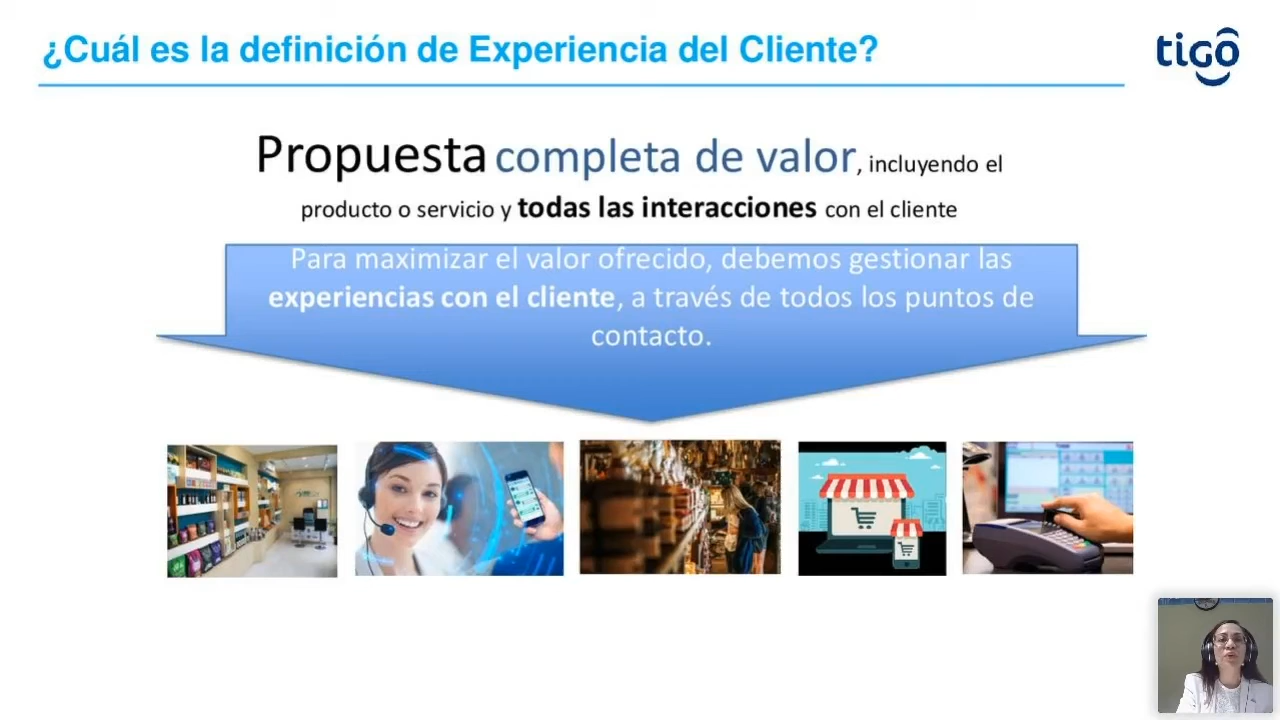 ¿Cuál es la definición de Experiencia del Cliente?
tigo
Propuesta completa de valor, incluyendo el
producto o servicio y todas las interacciones con el cliente
Para maximizar el valor ofrecido, debemos gestionar las
experiencias con el cliente, a través de todos los puntos de
contacto.